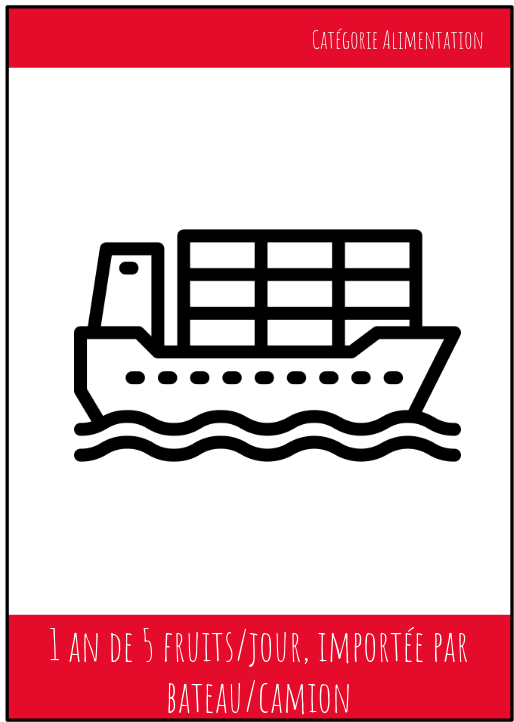 Catégorie Alimentation
1 an de 5 fruits/jour, importée par
bateau/camion